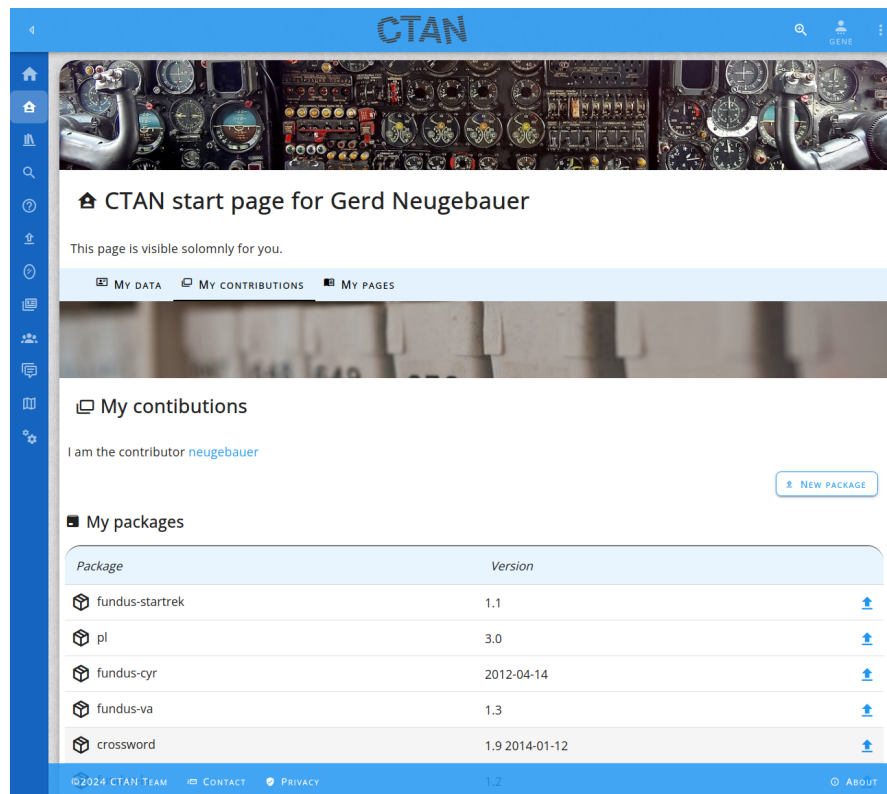 CTAN
GENE
CTAN start page for Gerd Neugebauer
This page is visible solomnly for you.
My data My contributions My pages
My contibutions
I am the contributor neugebauer
New package
My packages
Package Version
fundus-startrek 1.1
pl 3.0
fundus-cyr 2012-04-14
fundus-va 1.3
crossword 1.9 2014-01-12
1.2
©2024 CTAN Team Contact Privacy About